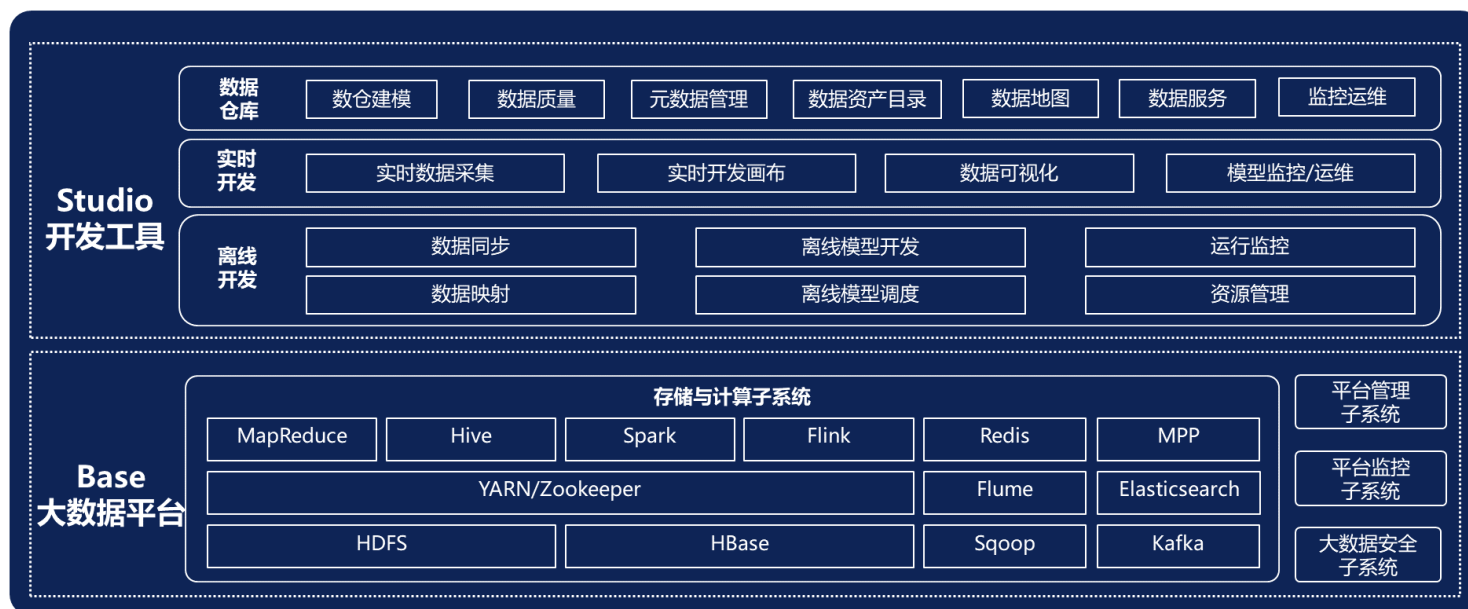 Studio
开发工具
数据
仓库
数仓建模
数据质量
元数据管理
数据资产目录
数据地图
数据服务
监控运维
实时
开发
实时数据采集
实时开发画布
数据可视化
模型监控/运维
离线
开发
数据同步
离线模型开发
运行监控
数据映射
离线模型调度
资源管理
Base
大数据平台
存储与计算子系统
MapReduce
Hive
Spark
Flink
Redis
MPP
YARN/Zookeeper
Flume
Elasticsearch
HDFS
HBase
Sqoop
Kafka
平台管理
子系统
平台监控
子系统
大数据安全
子系统